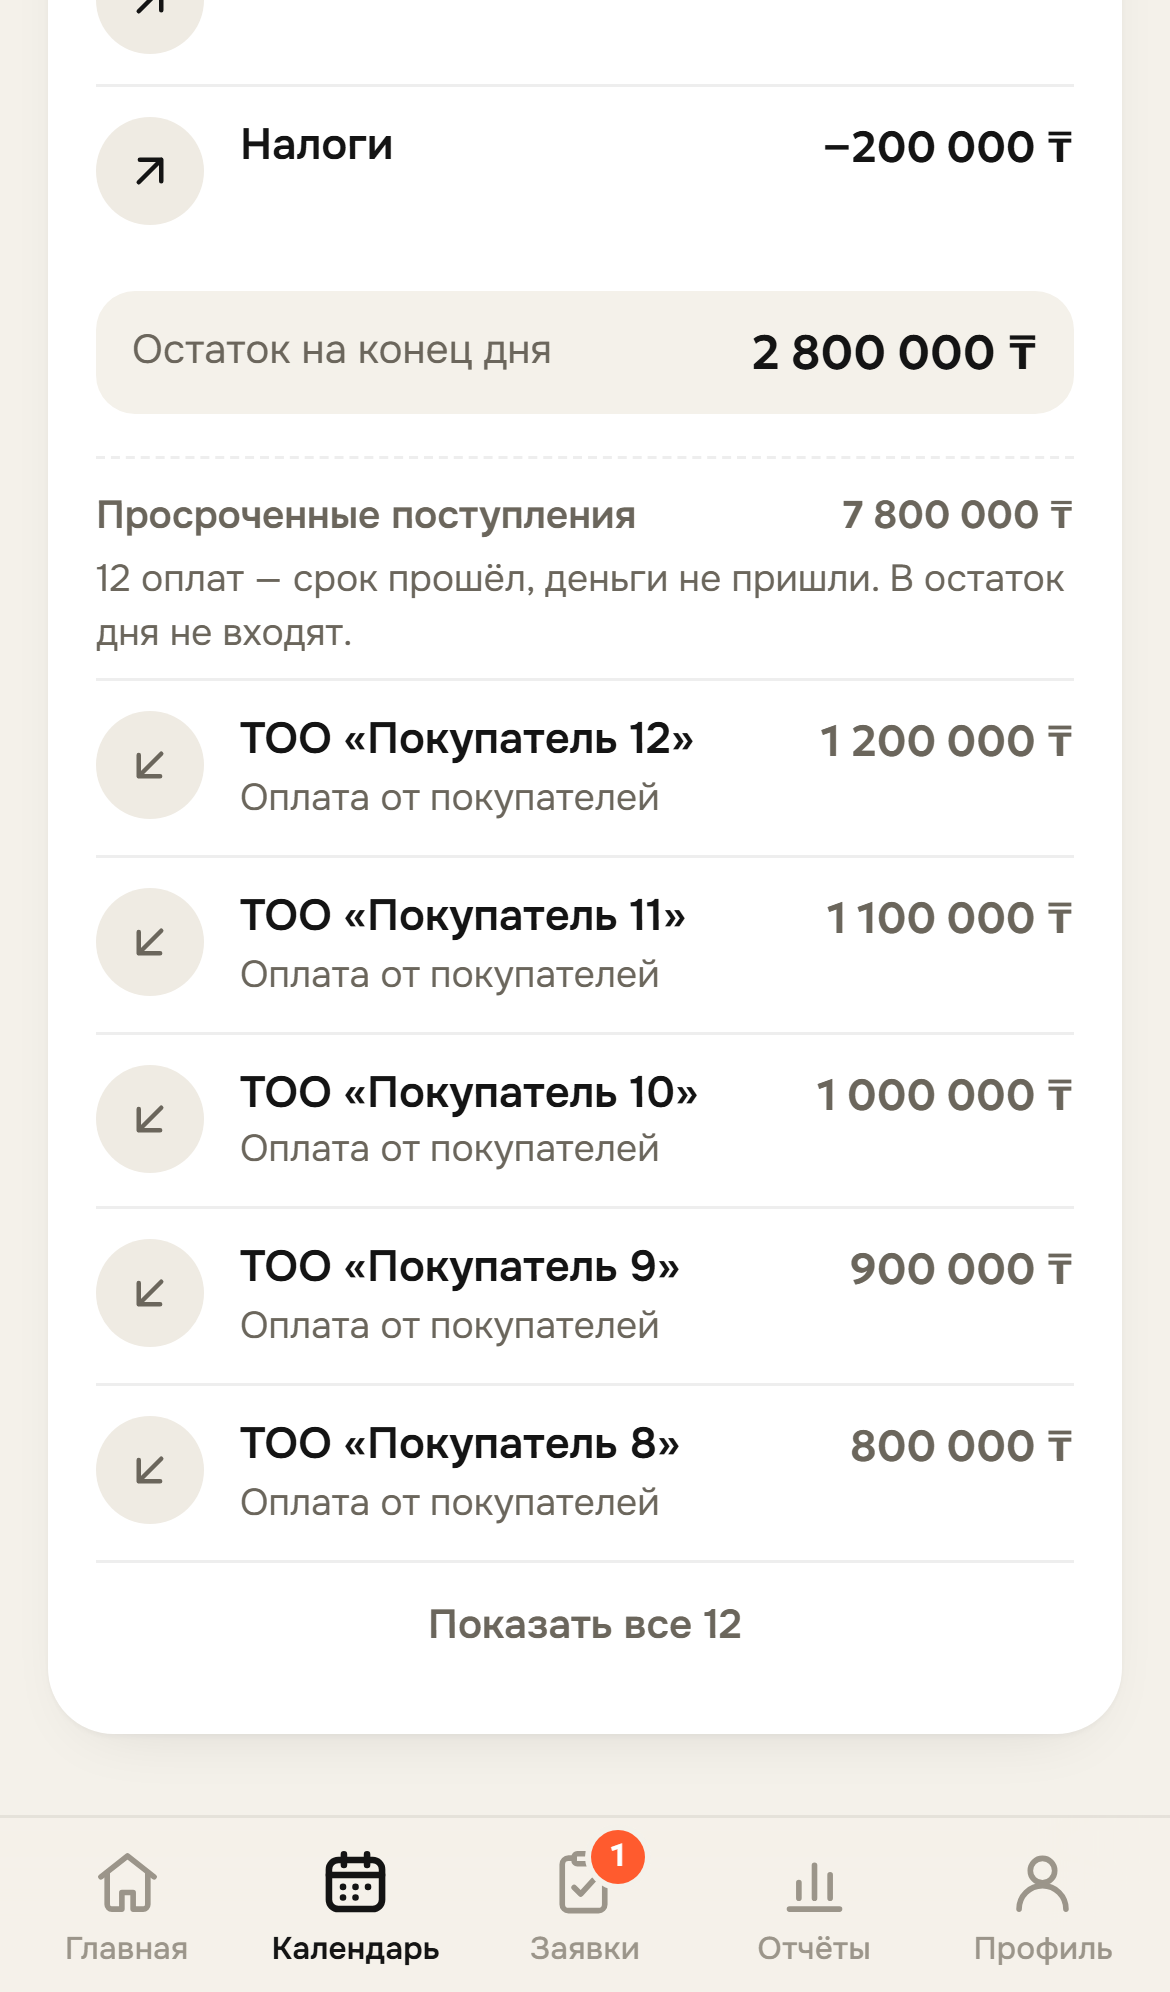 Налоги
−200 000 ₸
Остаток на конец дня
2 800 000 ₸
Просроченные поступления
7 800 000 ₸
12 оплат — срок прошёл, деньги не пришли. В остаток
дня не входят.
ТОО «Покупатель 12»
1 200 000 ₸
Оплата от покупателей
ТОО «Покупатель 11»
1 100 000 ₸
Оплата от покупателей
ТОО «Покупатель 10»
1 000 000 ₸
Оплата от покупателей
ТОО «Покупатель 9»
900 000 ₸
Оплата от покупателей
ТОО «Покупатель 8»
800 000 ₸
Оплата от покупателей
Показать все 12
1
Главная
Календарь
Заявки
Отчёты
Профиль